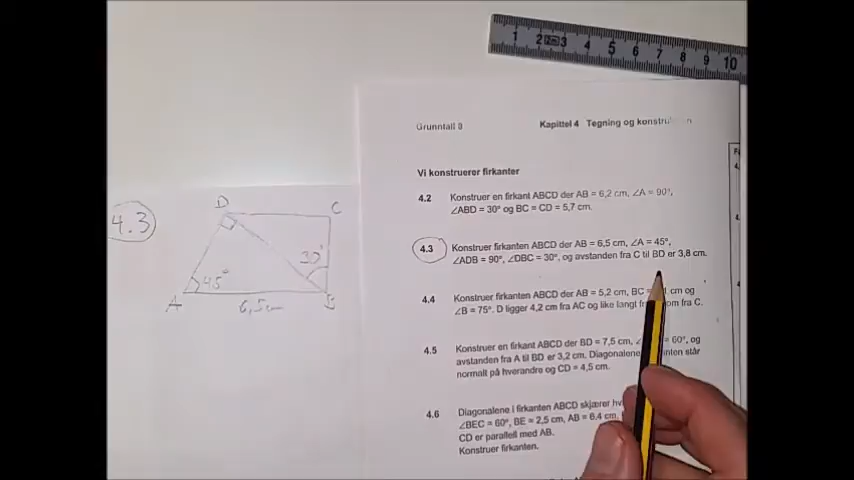 1 2 3 4 5 6 7 8 9 10
Grunntall 8 Kapittel 4 Tegning og
Vi konstruerer firkanter
4.2 Konstruer en firkant ABCD der AB = 6,2 cm, ∠A = 90°,
∠ABD = 30° og BC = CD = 5,7 cm.
4.3 Konstruer firkanten ABCD der AB = 6,5 cm, ∠A = 45°,
∠ADB = 90°, ∠DBC = 30°, og avstanden fra C til BD er 3,8 cm.
4.4 Konstruer firkanten ABCD der AB = 5,2 cm, BC = cm og
∠B = 75°. D ligger 4,2 cm fra AC og like langt fra C.
4.5 Konstruer en firkant ABCD der BD = 7,5 cm, = 60°, og
avstanden fra A til BD er 3,2 cm. står
normalt på hverandre og CD = 4,5 cm.
4.6 Diagonalene i firkanten ABCD skjærer
∠BEC = 60°, BE = 2,5 cm, AB = 6,4 cm,
CD er parallell med AB.
Konstruer firkanten.
4.3
D
C
30°
45°
A
6,5cm
B